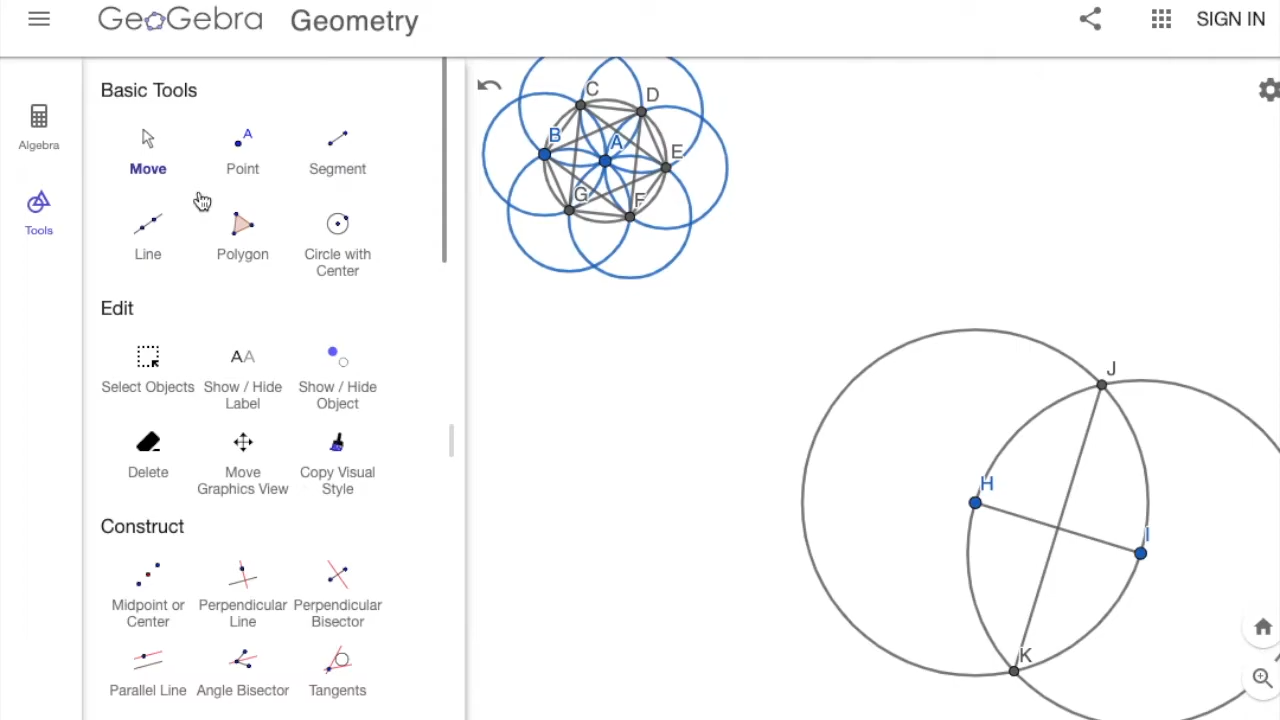 GeoGebra Geometry
SIGN IN
Algebra
Tools
Basic Tools
Move
A
Point
Segment
Line
Polygon
Circle with
Center
Edit
Select Objects
AA
Show / Hide
Label
Show / Hide
Object
Delete
Move
Graphics View
Copy Visual
Style
Construct
Midpoint or
Center
Perpendicular
Line
Perpendicular
Bisector
Parallel Line
Angle Bisector
Tangents
C
D
B
A
E
G
F
J
H
I
K